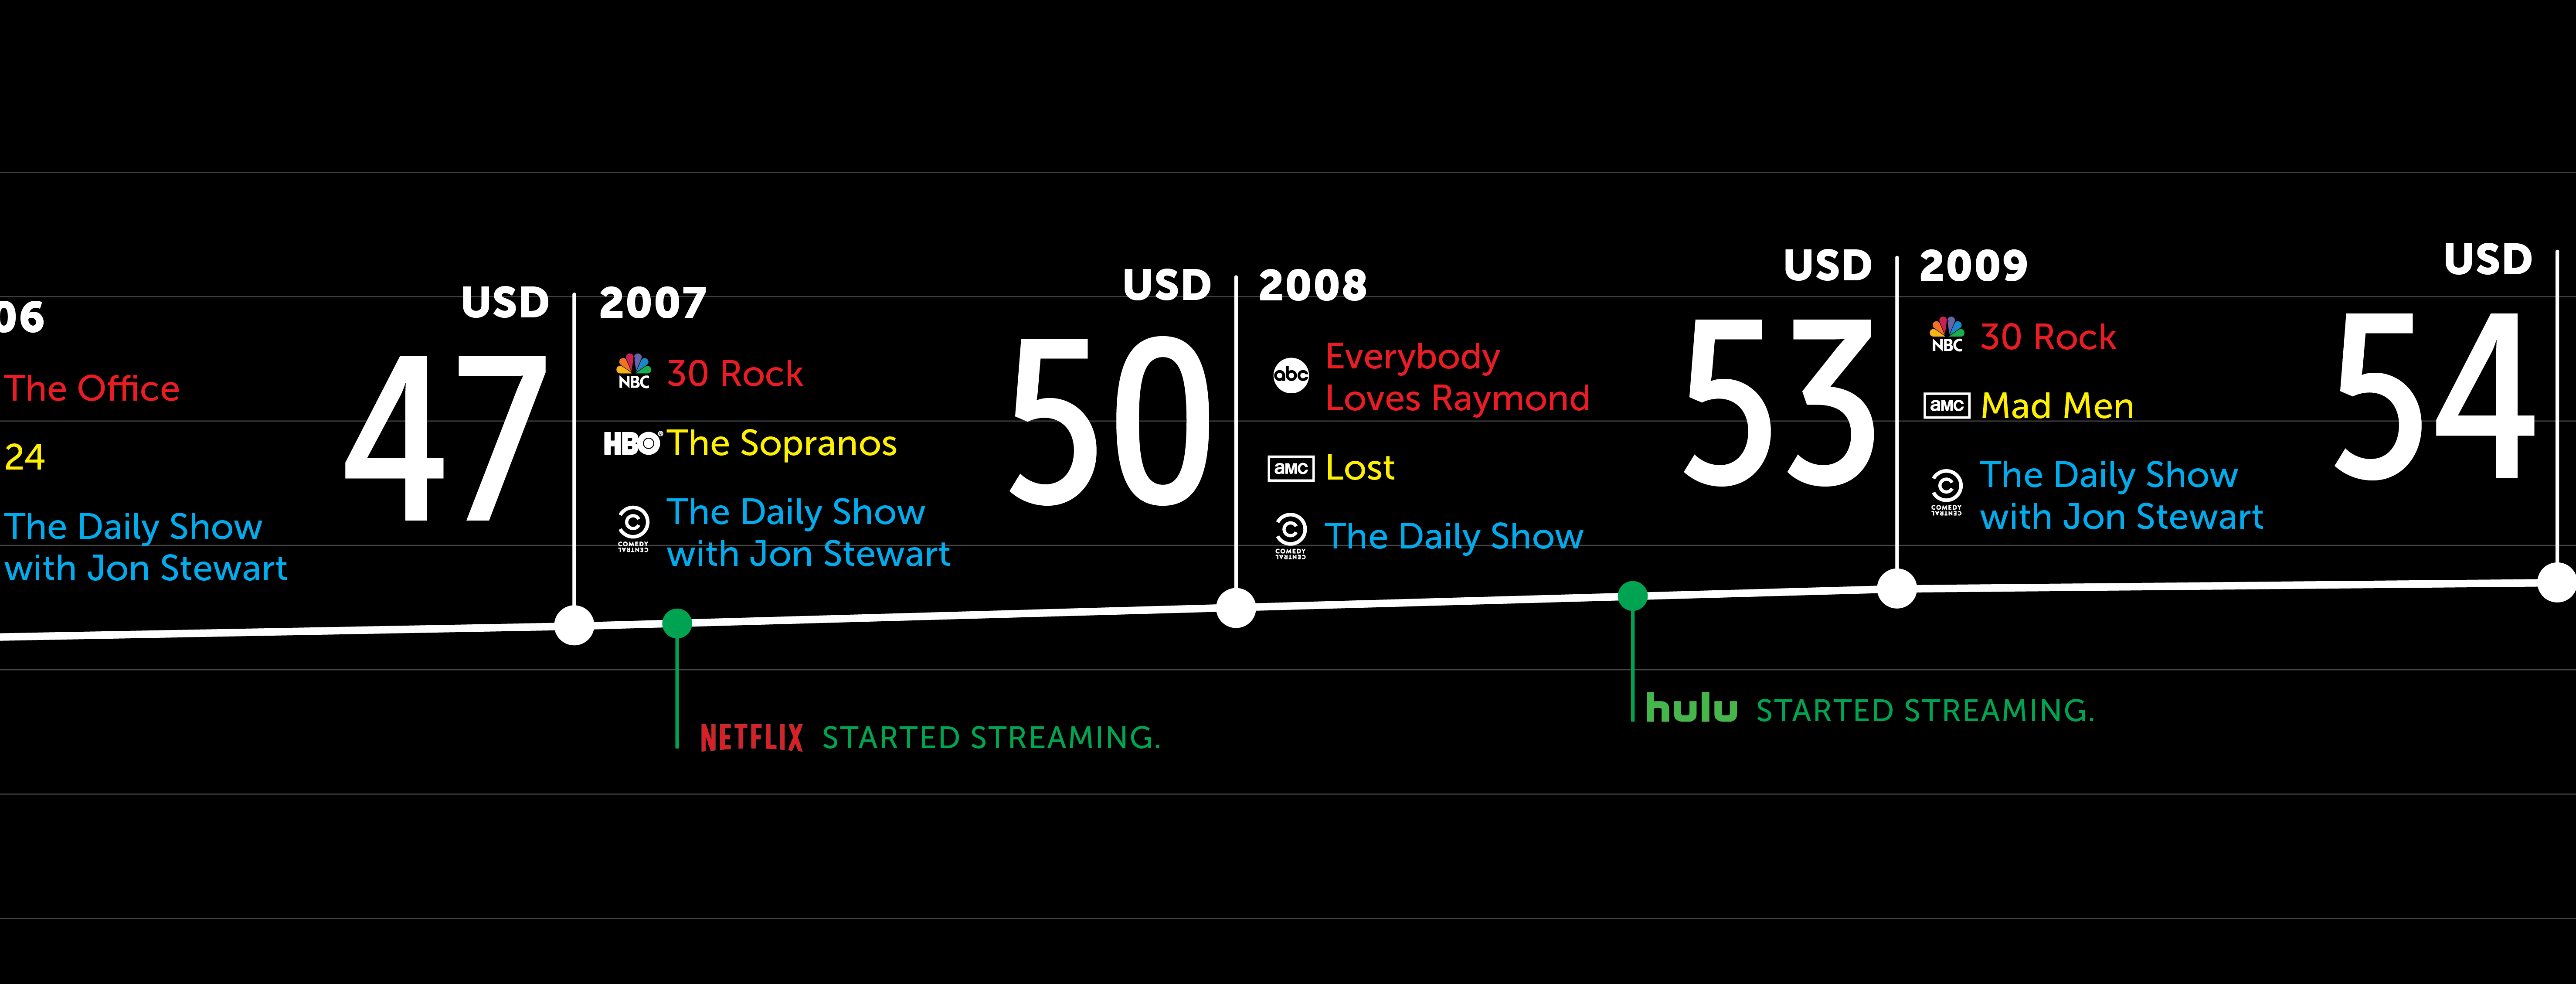 06
The Office
24
The Daily Show
with Jon Stewart
USD
47
2007
NBC
30 Rock
HBO®
The Sopranos
COMEDY
CENTRAL
The Daily Show
with Jon Stewart
USD
50
2008
abc
Everybody
Loves Raymond
amc
Lost
COMEDY
CENTRAL
The Daily Show
USD
53
2009
NBC
30 Rock
amc
Mad Men
COMEDY
CENTRAL
The Daily Show
with Jon Stewart
USD
54
NETFLIX STARTED STREAMING.
hulu STARTED STREAMING.